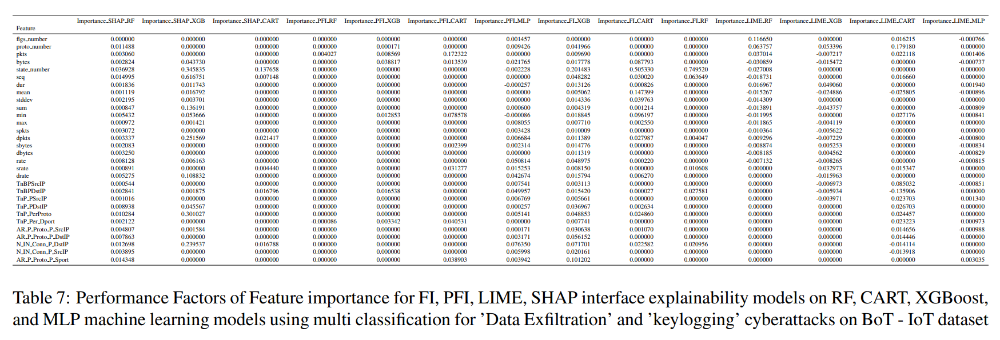 Importance_SHAP_RF Importance_SHAP_XGB Importance_SHAP_CART Importance_PFI_RF Importance_PFI_XGB Importance_PFI_CART Importance_PFI_MLP Importance_FI_XGB Importance_FI_CART Importance_FI_RF Importance_LIME_RF Importance_LIME_XGB Importance_LIME_CART Importance_LIME_MLP
Feature
flgs_number 0.000000 0.000000 0.000000 0.000000 0.000000 0.000000 0.001457 0.000000 0.000000 0.000000 0.116650 0.000000 0.016215 -0.000766
proto_number 0.011488 0.000000 0.000000 0.000000 0.000171 0.000000 0.009426 0.041966 0.000000 0.000000 0.063757 0.053396 0.179180 0.000000
pkts 0.003060 0.000000 0.000000 0.004027 0.008569 0.172322 0.000000 0.009690 0.000000 0.000000 0.037014 -0.007217 0.022118 0.001406
bytes 0.002824 0.043730 0.000000 0.000000 0.038817 0.013539 0.021765 0.017778 0.087793 0.000000 -0.030859 -0.015472 0.000000 -0.000737
state_number 0.036928 0.345835 0.137658 0.000000 0.000000 0.000000 -0.002228 0.201483 0.505330 0.749520 -0.027008 0.000000 0.000000 0.000000
seq 0.014995 0.616751 0.007148 0.000000 0.000000 0.000000 0.000000 0.048282 0.030020 0.063649 -0.018731 0.000000 0.016660 0.000000
dur 0.001836 0.011743 0.000000 0.000000 0.000000 0.000000 -0.000257 0.013126 0.000826 0.000000 0.016967 0.049060 0.000000 0.001940
mean 0.001119 0.016792 0.000000 0.000000 0.000000 0.000000 0.000000 0.005062 0.147399 0.000000 -0.015267 -0.024886 -0.025805 -0.000896
stddev 0.002195 0.003701 0.000000 0.000000 0.000000 0.000000 0.000000 0.014336 0.039763 0.000000 -0.014309 0.000000 0.000000 0.000000
sum 0.000847 0.136191 0.000000 0.000000 0.000000 0.000000 0.000600 0.004319 0.001214 0.000000 -0.013891 -0.043757 0.000000 -0.000809
min 0.005432 0.053666 0.000000 0.000000 0.012853 0.078578 -0.000086 0.018845 0.096197 0.000000 -0.011995 0.000000 0.027176 0.000841
max 0.000972 0.001421 0.000000 0.000000 0.000000 0.000000 0.008055 0.007710 0.002550 0.000000 -0.011865 -0.004119 0.000000 0.000000
spkts 0.003072 0.000000 0.000000 0.000000 0.000000 0.000000 0.003428 0.010009 0.000000 0.000000 -0.010364 -0.005622 0.000000 0.000000
dpkts 0.003337 0.251569 0.021417 0.000000 0.000000 0.000000 0.006684 0.011389 0.027987 0.004047 0.009296 -0.007229 0.000000 -0.000800
sbytes 0.002083 0.000000 0.000000 0.000000 0.000000 0.002399 0.002314 0.014776 0.000000 0.000000 -0.008874 0.005253 0.000000 -0.000834
dbytes 0.003250 0.000000 0.000000 0.000000 0.000000 0.000000 0.000000 0.011319 0.000000 0.000000 -0.008185 0.004562 0.000000 -0.000829
rate 0.008128 0.006163 0.000000 0.000000 0.000000 0.000000 0.050814 0.048975 0.000220 0.000000 -0.007132 -0.008265 0.000000 -0.000815
srate 0.000891 0.000000 0.004440 0.000000 0.000000 0.031277 0.015253 0.008150 0.000000 0.010608 0.000000 0.032973 0.015347 0.000000
drate 0.005275 0.108832 0.000000 0.000000 0.000000 0.000000 0.042674 0.015794 0.006270 0.000000 0.000000 -0.015963 0.000000 0.000000
TnBPSrcIP 0.000544 0.000000 0.000000 0.000000 0.000000 0.000000 0.007541 0.003113 0.000000 0.000000 0.000000 -0.006973 0.085032 -0.000851
TnBPDstIP 0.002841 0.001875 0.016796 0.000000 0.016538 0.000000 0.049957 0.015420 0.000027 0.027581 0.000000 -0.005934 -0.135906 0.000000
TnP_PSrcIP 0.001016 0.000000 0.000000 0.000000 0.000000 0.000000 0.006769 0.005661 0.000000 0.000000 0.000000 -0.003971 0.023703 0.001340
TnP_PDstIP 0.008938 0.045567 0.000000 0.000000 0.000000 0.000000 0.000257 0.036967 0.002634 0.000000 0.000000 0.000000 0.026703 0.000000
TnP_PerProto 0.010284 0.301027 0.000000 0.000000 0.000000 0.000000 0.005141 0.048853 0.024860 0.000000 0.000000 0.000000 0.024457 0.000000
TnP_Per_Dport 0.002122 0.000000 0.000000 -0.000086 0.003342 0.040531 0.000000 0.007741 0.000000 0.000000 0.000000 0.000000 0.023223 0.000973
AR_P_Proto_P_SrcIP 0.004807 0.001584 0.000000 0.000000 0.000000 0.000000 0.000171 0.030638 0.001070 0.000000 0.000000 0.000000 0.014656 -0.000988
AR_P_Proto_P_DstIP 0.007863 0.000000 0.000000 0.000000 0.000000 0.000000 0.003171 0.056152 0.000000 0.000000 0.000000 0.000000 0.014446 0.000000
N_IN_Conn_P_DstIP 0.012698 0.239537 0.016788 0.000000 0.000000 0.000000 0.076350 0.071701 0.022582 0.020956 0.000000 0.000000 -0.014114 0.000000
N_IN_Conn_P_SrcIP 0.003895 0.000000 0.000000 0.000000 0.000000 0.000000 0.005998 0.020161 0.000000 0.000000 0.000000 0.000000 -0.013918 0.000000
AR_P_Proto_P_Sport 0.014348 0.000000 0.000000 0.000000 0.000000 0.038903 0.003942 0.101202 0.000000 0.000000 0.000000 0.000000 0.000000 0.003035
Table 7: Performance Factors of Feature importance for FI, PFI, LIME, SHAP interface explainability models on RF, CART, XGBoost,
and MLP machine learning models using multi classification for ’Data Exfiltration’ and ’keylogging’ cyberattacks on BoT - IoT dataset